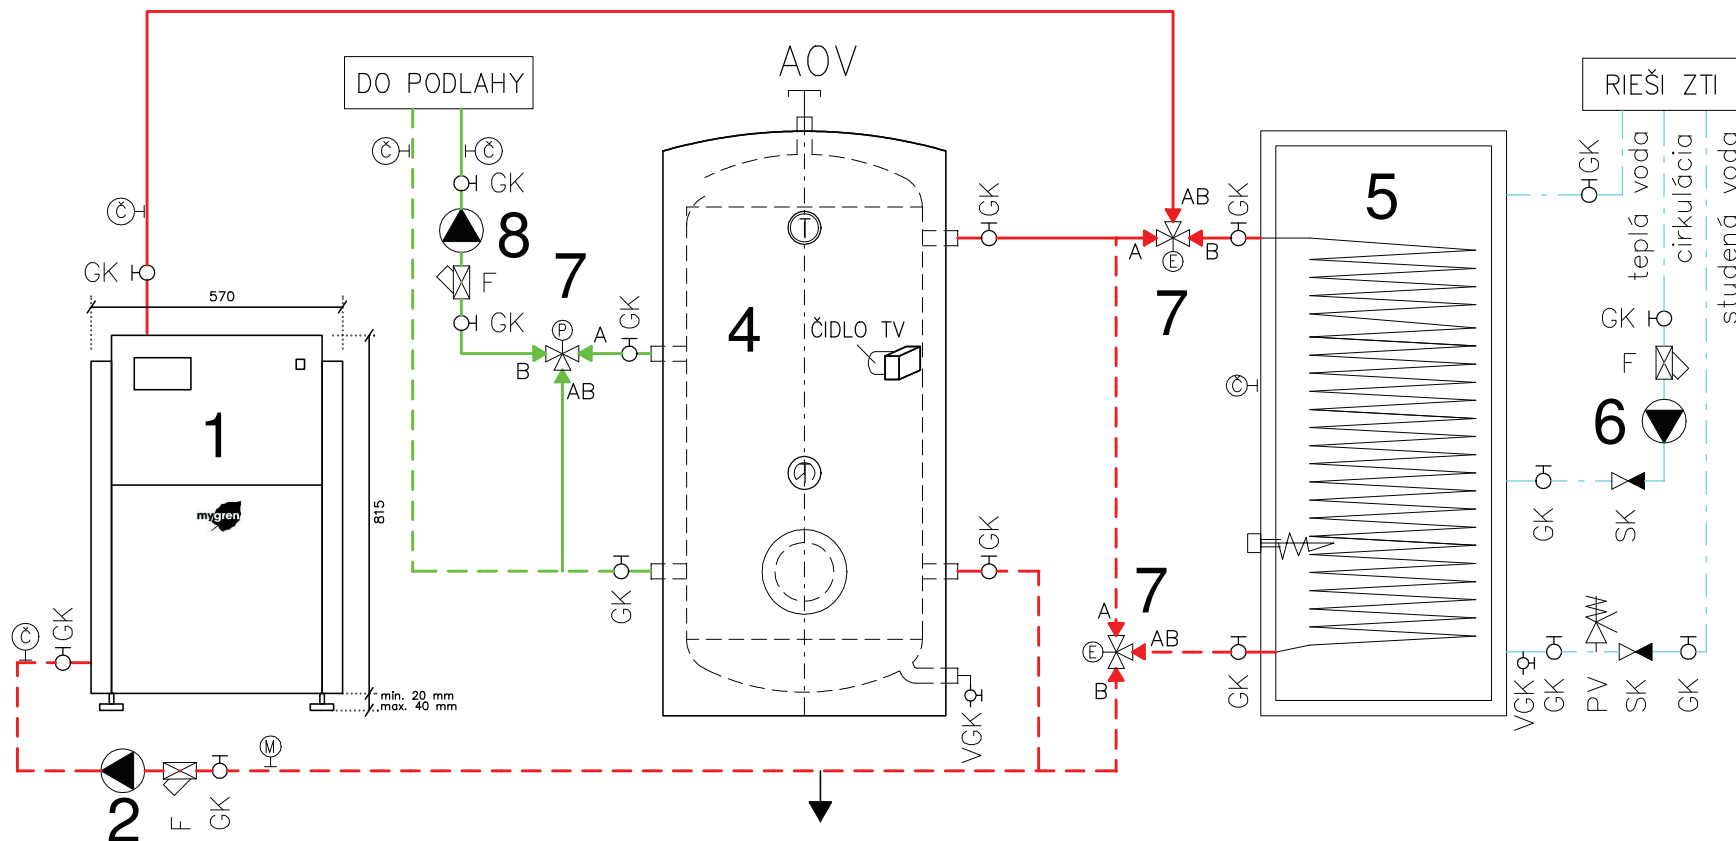 AOV
DO PODLAHY
RIEŠI ZTI
Č
Č
GK
8
F
7
GK
P
A
GK
B
AB
Č
GK
570
1
mygren
815
min. 20 mm
max. 40 mm
Č
GK
2
F
GK
M
T
4
ČIDLO TV
GK
GK
VGK
GK
AB
A
B
E
7
GK
5
Č
7
A
AB
E
B
GK
GK
teplá voda
cirkulácia
studená voda
GK
F
6
GK
SK
VGK
GK
PV
SK
GK